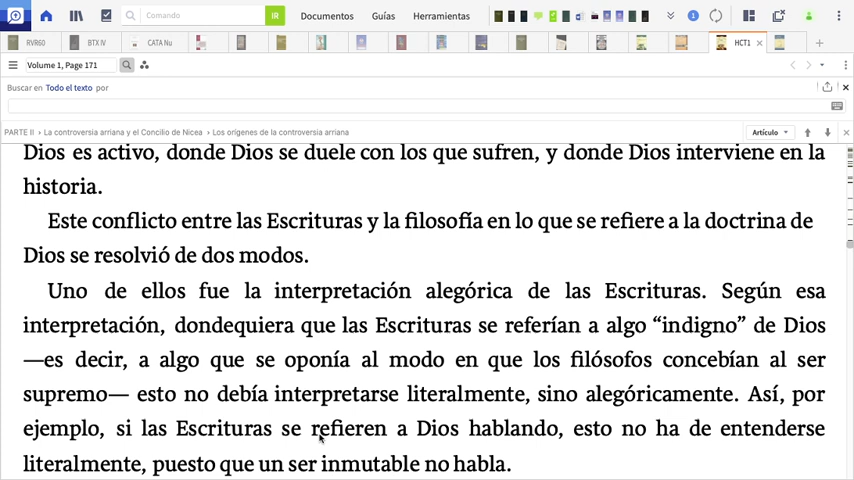 Comando
IR
Documentos
Guías
Herramientas
1
RVR60
BTX IV
CATA Nu
HCT1
Volume 1, Page 171
Buscar en Todo el texto por
PARTE II › La controversia arriana y el Concilio de Nicea › Los orígenes de la controversia arriana
Artículo
Dios es activo, donde Dios se duele con los que sufren, y donde Dios interviene en la
historia.
Este conflicto entre las Escrituras y la filosofía en lo que se refiere a la doctrina de
Dios se resolvió de dos modos.
Uno de ellos fue la interpretación alegórica de las Escrituras. Según esa
interpretación, dondequiera que las Escrituras se referían a algo “indigno” de Dios
—es decir, a algo que se oponía al modo en que los filósofos concebían al ser
supremo— esto no debía interpretarse literalmente, sino alegóricamente. Así, por
ejemplo, si las Escrituras se refieren a Dios hablando, esto no ha de entenderse
literalmente, puesto que un ser inmutable no habla.